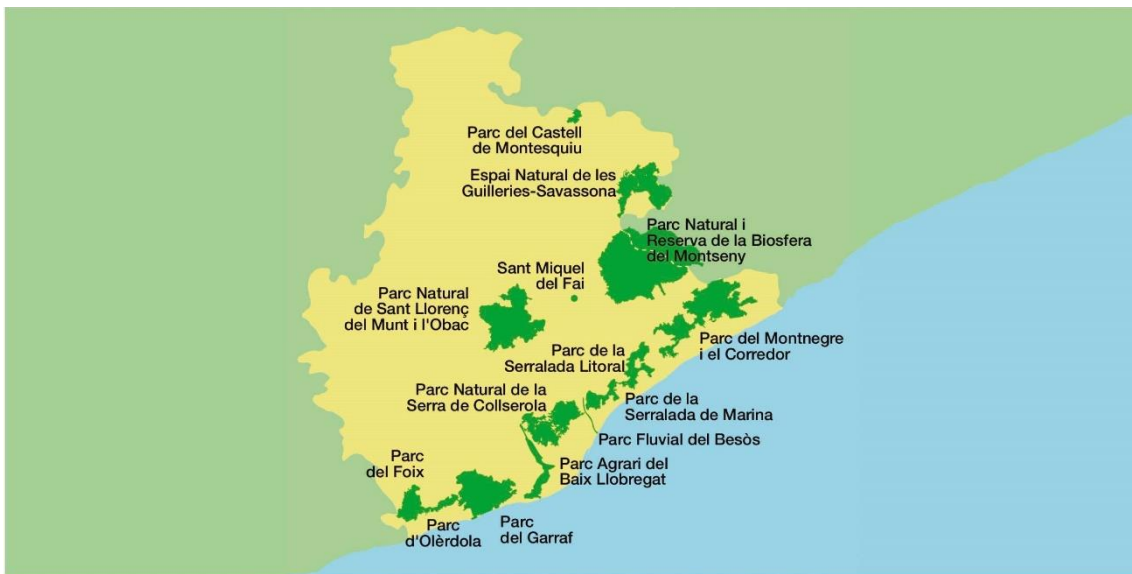 Parc del Castell
de Montesquiu
Espai Natural de les
Guilleries-Savassona
Parc Natural i
Reserva de la Biosfera
del Montseny
Sant Miquel
del Fai
Parc Natural
de Sant Llorenç
del Munt i l'Obac
Parc del Montnegre
i el Corredor
Parc de la
Serralada Litoral
Parc Natural de la
Serra de Collserola
Parc de la
Serralada de Marina
Parc Fluvial del Besòs
Parc
del Foix
Parc Agrari del
Baix Llobregat
Parc
d'Olèrdola
Parc
del Garraf